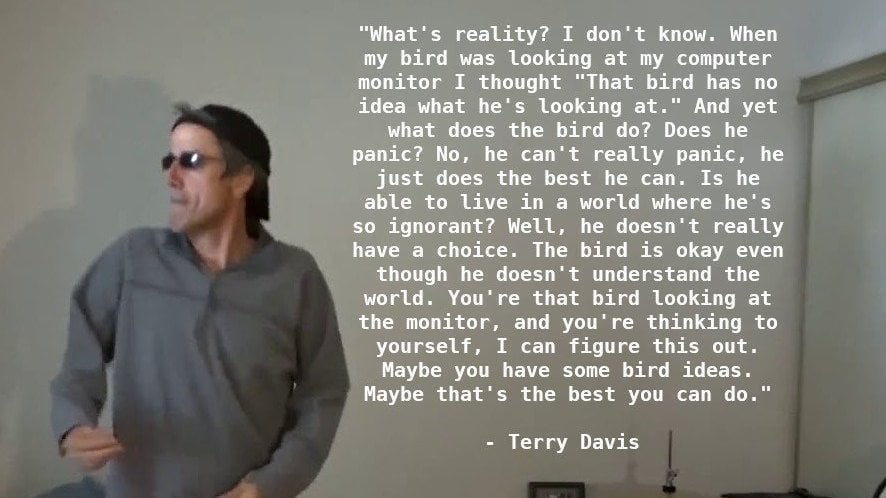 "What's reality? I don't know. When
my bird was looking at my computer
monitor I thought "That bird has no
idea what he's looking at." And yet
what does the bird do? Does he
panic? No, he can't really panic, he
just does the best he can. Is he
able to live in a world where he's
so ignorant? Well, he doesn't really
have a choice. The bird is okay even
though he doesn't understand the
world. You're that bird looking at
the monitor, and you're thinking to
yourself, I can figure this out.
Maybe you have some bird ideas.
Maybe that's the best you can do."
- Terry Davis